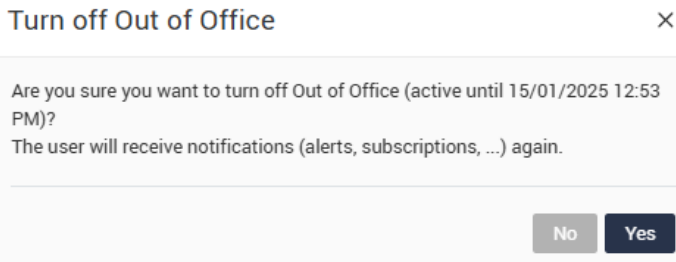 Turn off Out of Office
Are you sure you want to turn off Out of Office (active until 15/01/2025 12:53
PM)?
The user will receive notifications (alerts, subscriptions, ...) again.
No
Yes